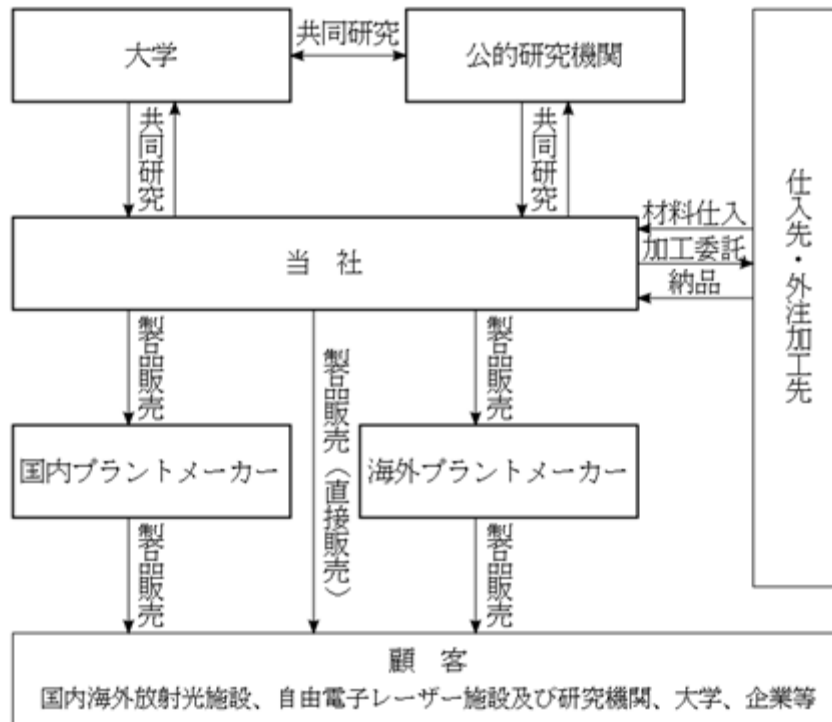 大学
共同研究
公的研究機関
共同研究
共同研究
当 社
材料仕入
加工委託
納品
仕入先・外注加工先
製品販売
製品販売(直接販売)
製品販売
国内プラントメーカー
海外プラントメーカー
製品販売
製品販売
顧 客
国内海外放射光施設、自由電子レーザー施設及び研究機関、大学、企業等